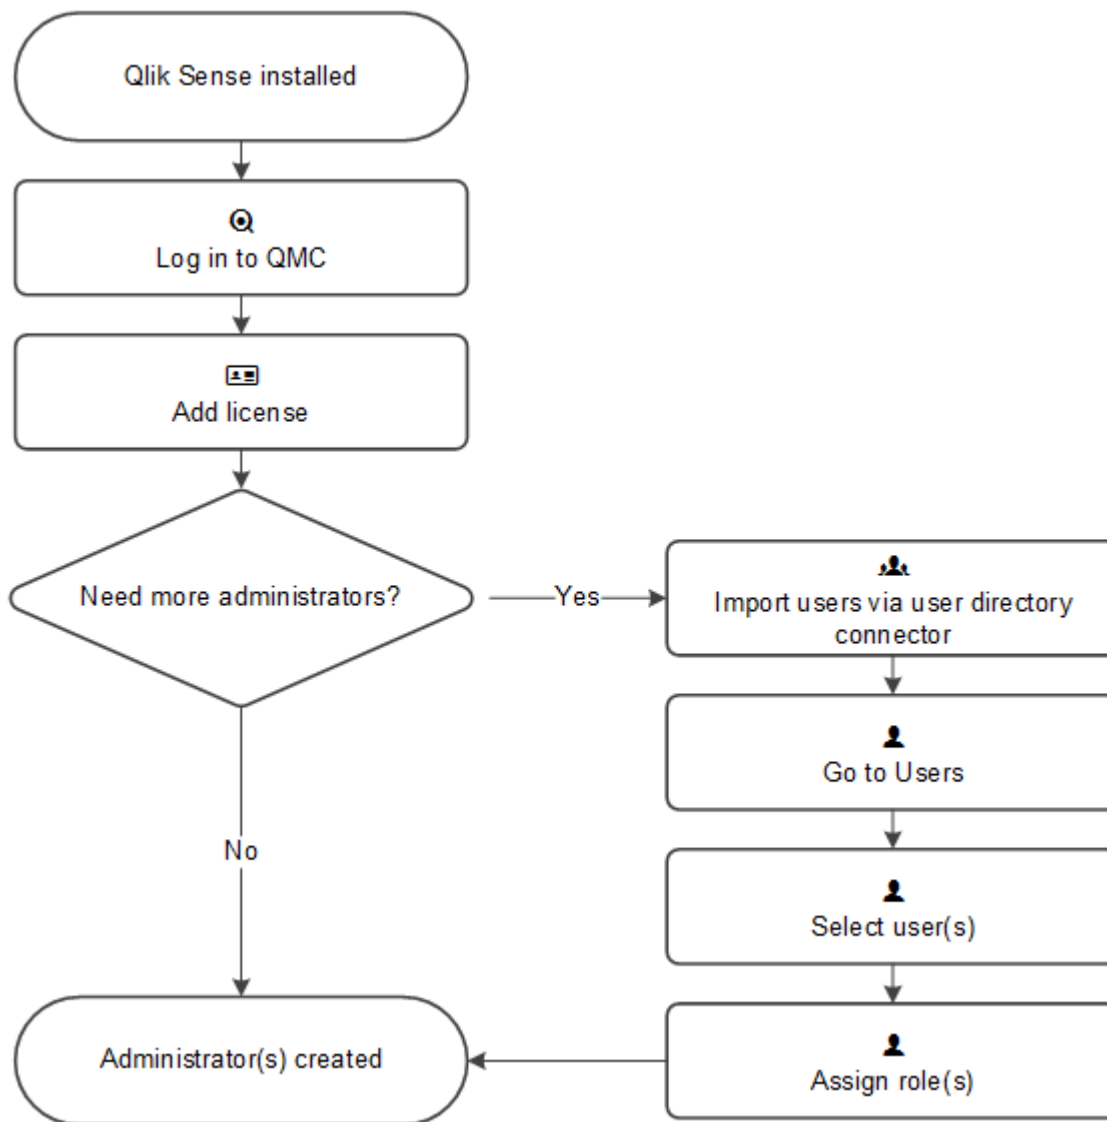 Qlik Sense installed
Log in to QMC
Add license
Need more administrators?
Yes
Import users via user directory
connector
Go to Users
No
Select user(s)
Assign role(s)
Administrator(s) created